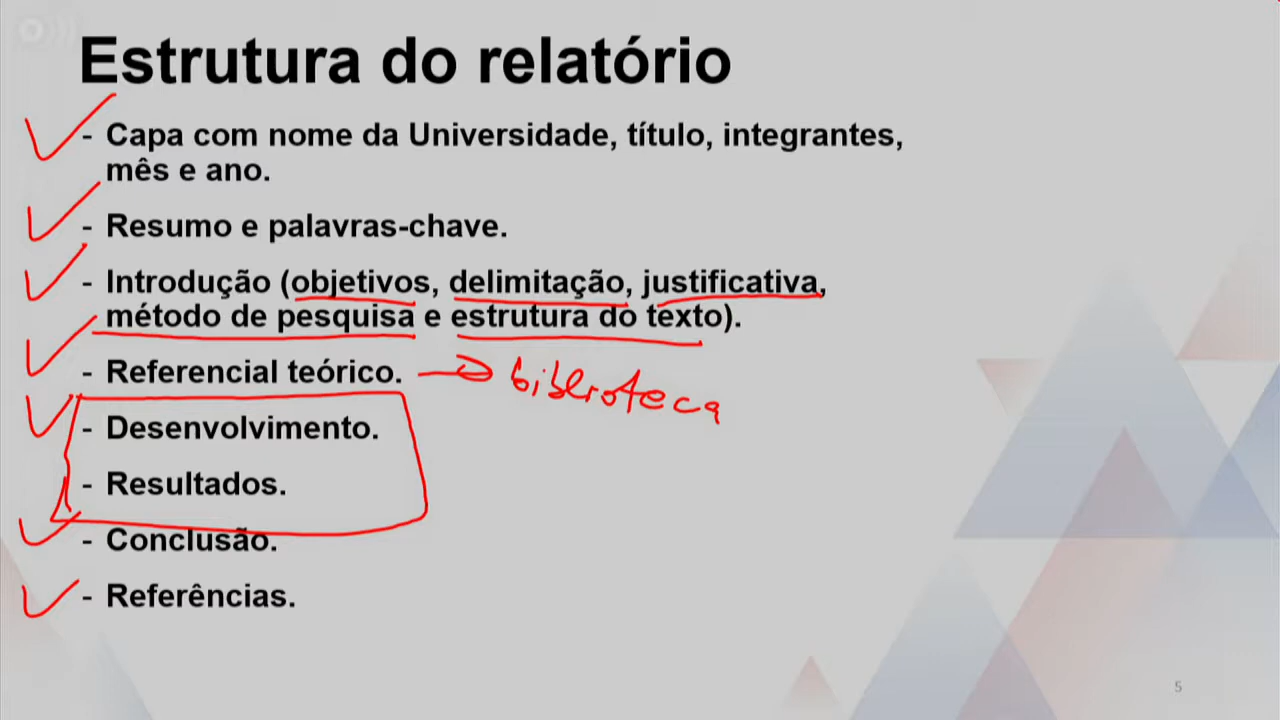 Estrutura do relatório
- Capa com nome da Universidade, título, integrantes,
mês e ano.
- Resumo e palavras-chave.
- Introdução (objetivos, delimitação, justificativa,
método de pesquisa e estrutura do texto).
- Referencial teórico. → biblioteca
- Desenvolvimento.
- Resultados.
- Conclusão.
- Referências.
5